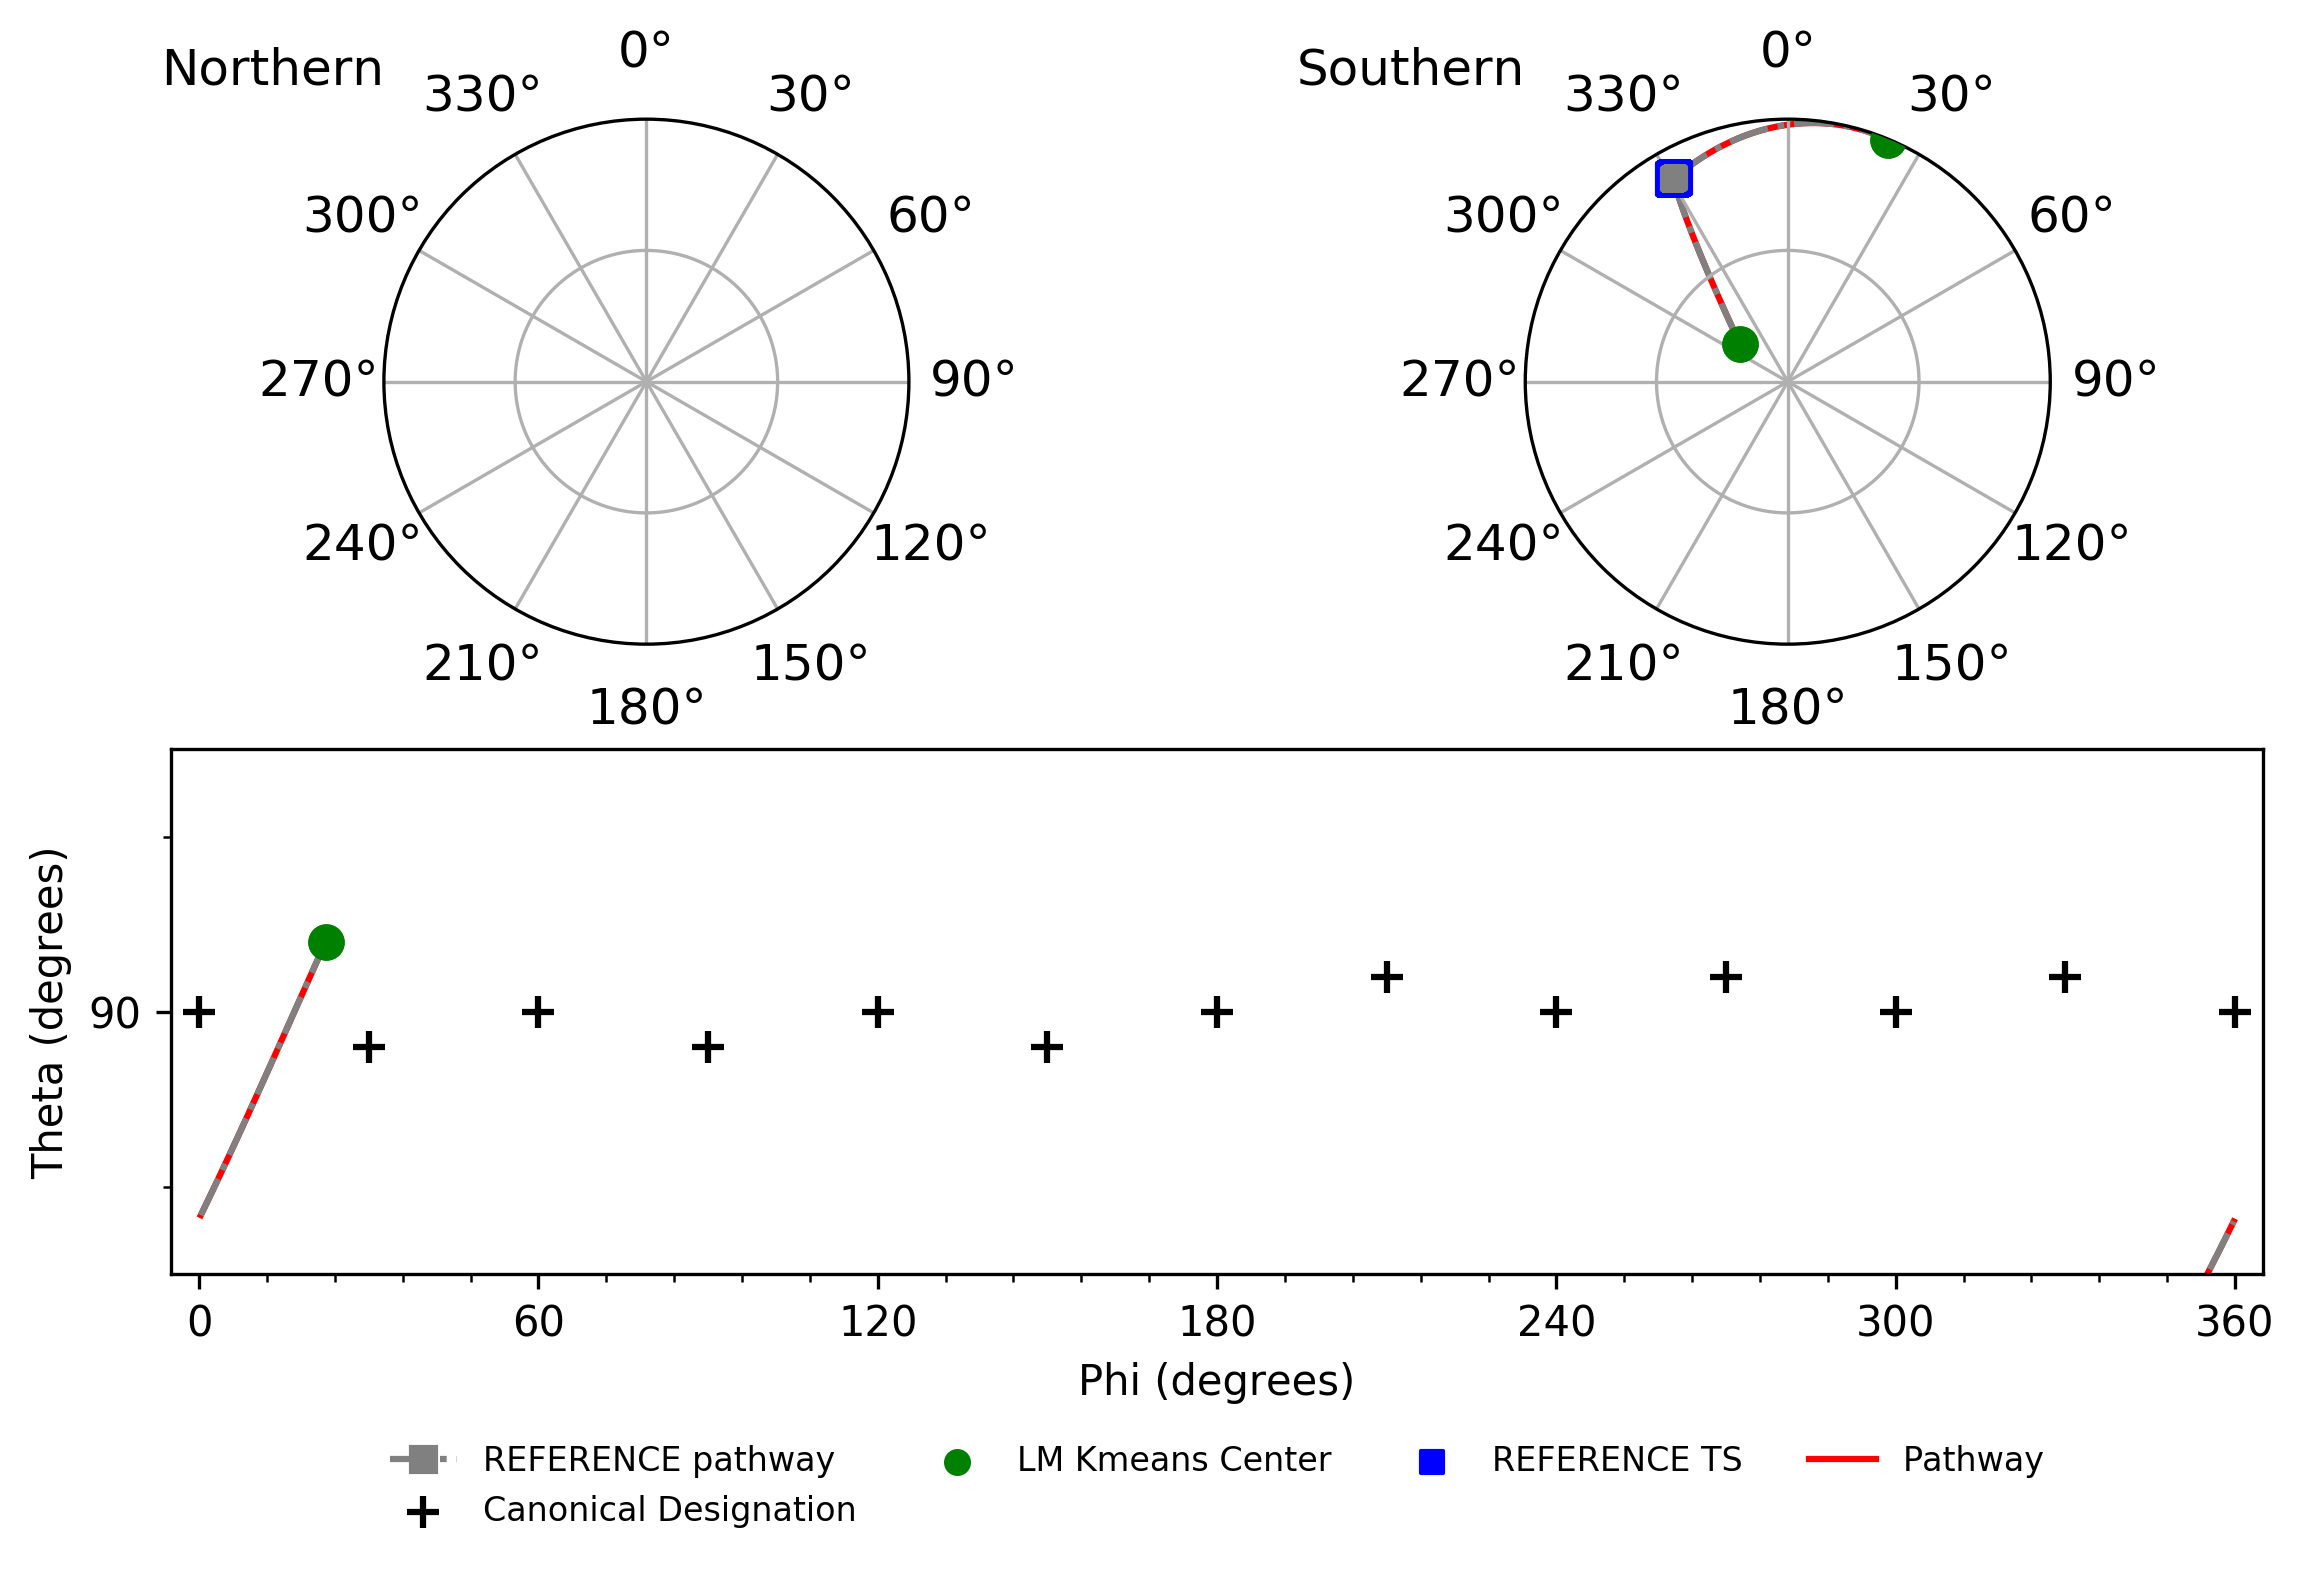 Northern
0°
30°
60°
90°
120°
150°
180°
210°
240°
270°
300°
330°
Southern
0°
30°
60°
90°
120°
150°
180°
210°
240°
270°
300°
330°
Theta (degrees)
90
0 60 120 180 240 300 360
Phi (degrees)
REFERENCE pathway
Canonical Designation
LM Kmeans Center
REFERENCE TS
Pathway